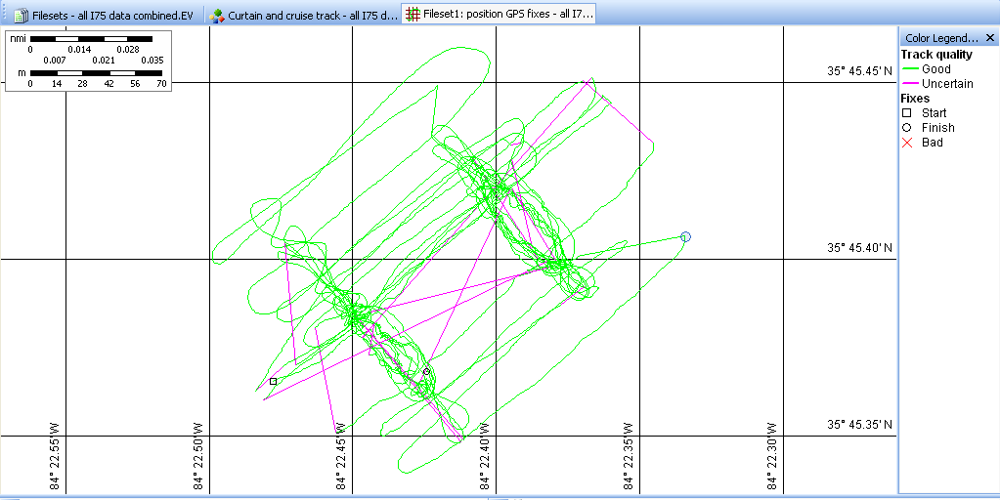 Filesets - all I75 data combined.EV
Curtain and cruise track - all I75 d...
Fileset1: position GPS fixes - all I7...
nmi
0 0.014 0.028
0.007 0.021 0.035
m
0 14 28 42 56 70
Color Legend...
Track quality
Good
Uncertain
Fixes
Start
Finish
Bad
35° 45.45' N
35° 45.40' N
35° 45.35' N
84° 22.55'W
84° 22.50'W
84° 22.45'W
84° 22.40'W
84° 22.35'W
84° 22.30'W